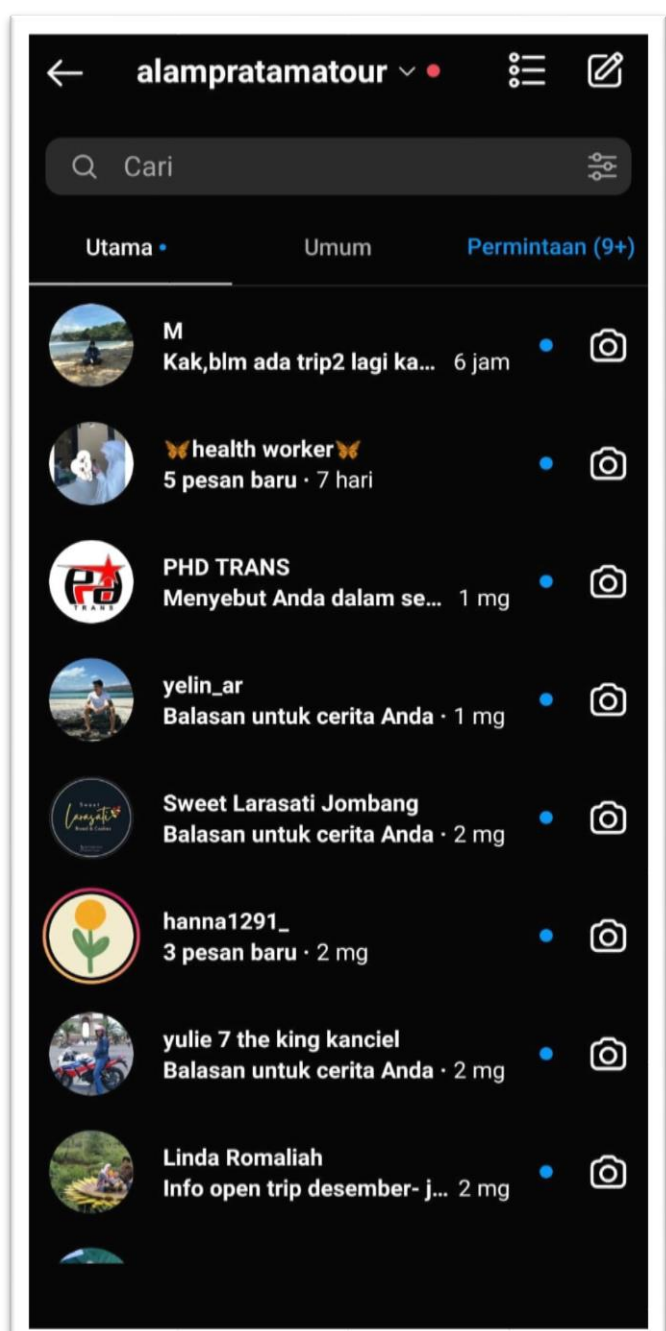 alampratamatour
Cari
Utama
Umum
Permintaan (9+)
M
Kak,blm ada trip2 lagi ka... 6 jam
🦋health worker🦋
5 pesan baru · 7 hari
PHD TRANS
Menyebut Anda dalam se... 1 mg
TRANS
yelin_ar
Balasan untuk cerita Anda · 1 mg
Sweet Larasati Jombang
Balasan untuk cerita Anda · 2 mg
Sweet
Larasati
hanna1291_
3 pesan baru · 2 mg
yulie 7 the king kanciel
Balasan untuk cerita Anda · 2 mg
Linda Romaliah
Info open trip desember- j... 2 mg